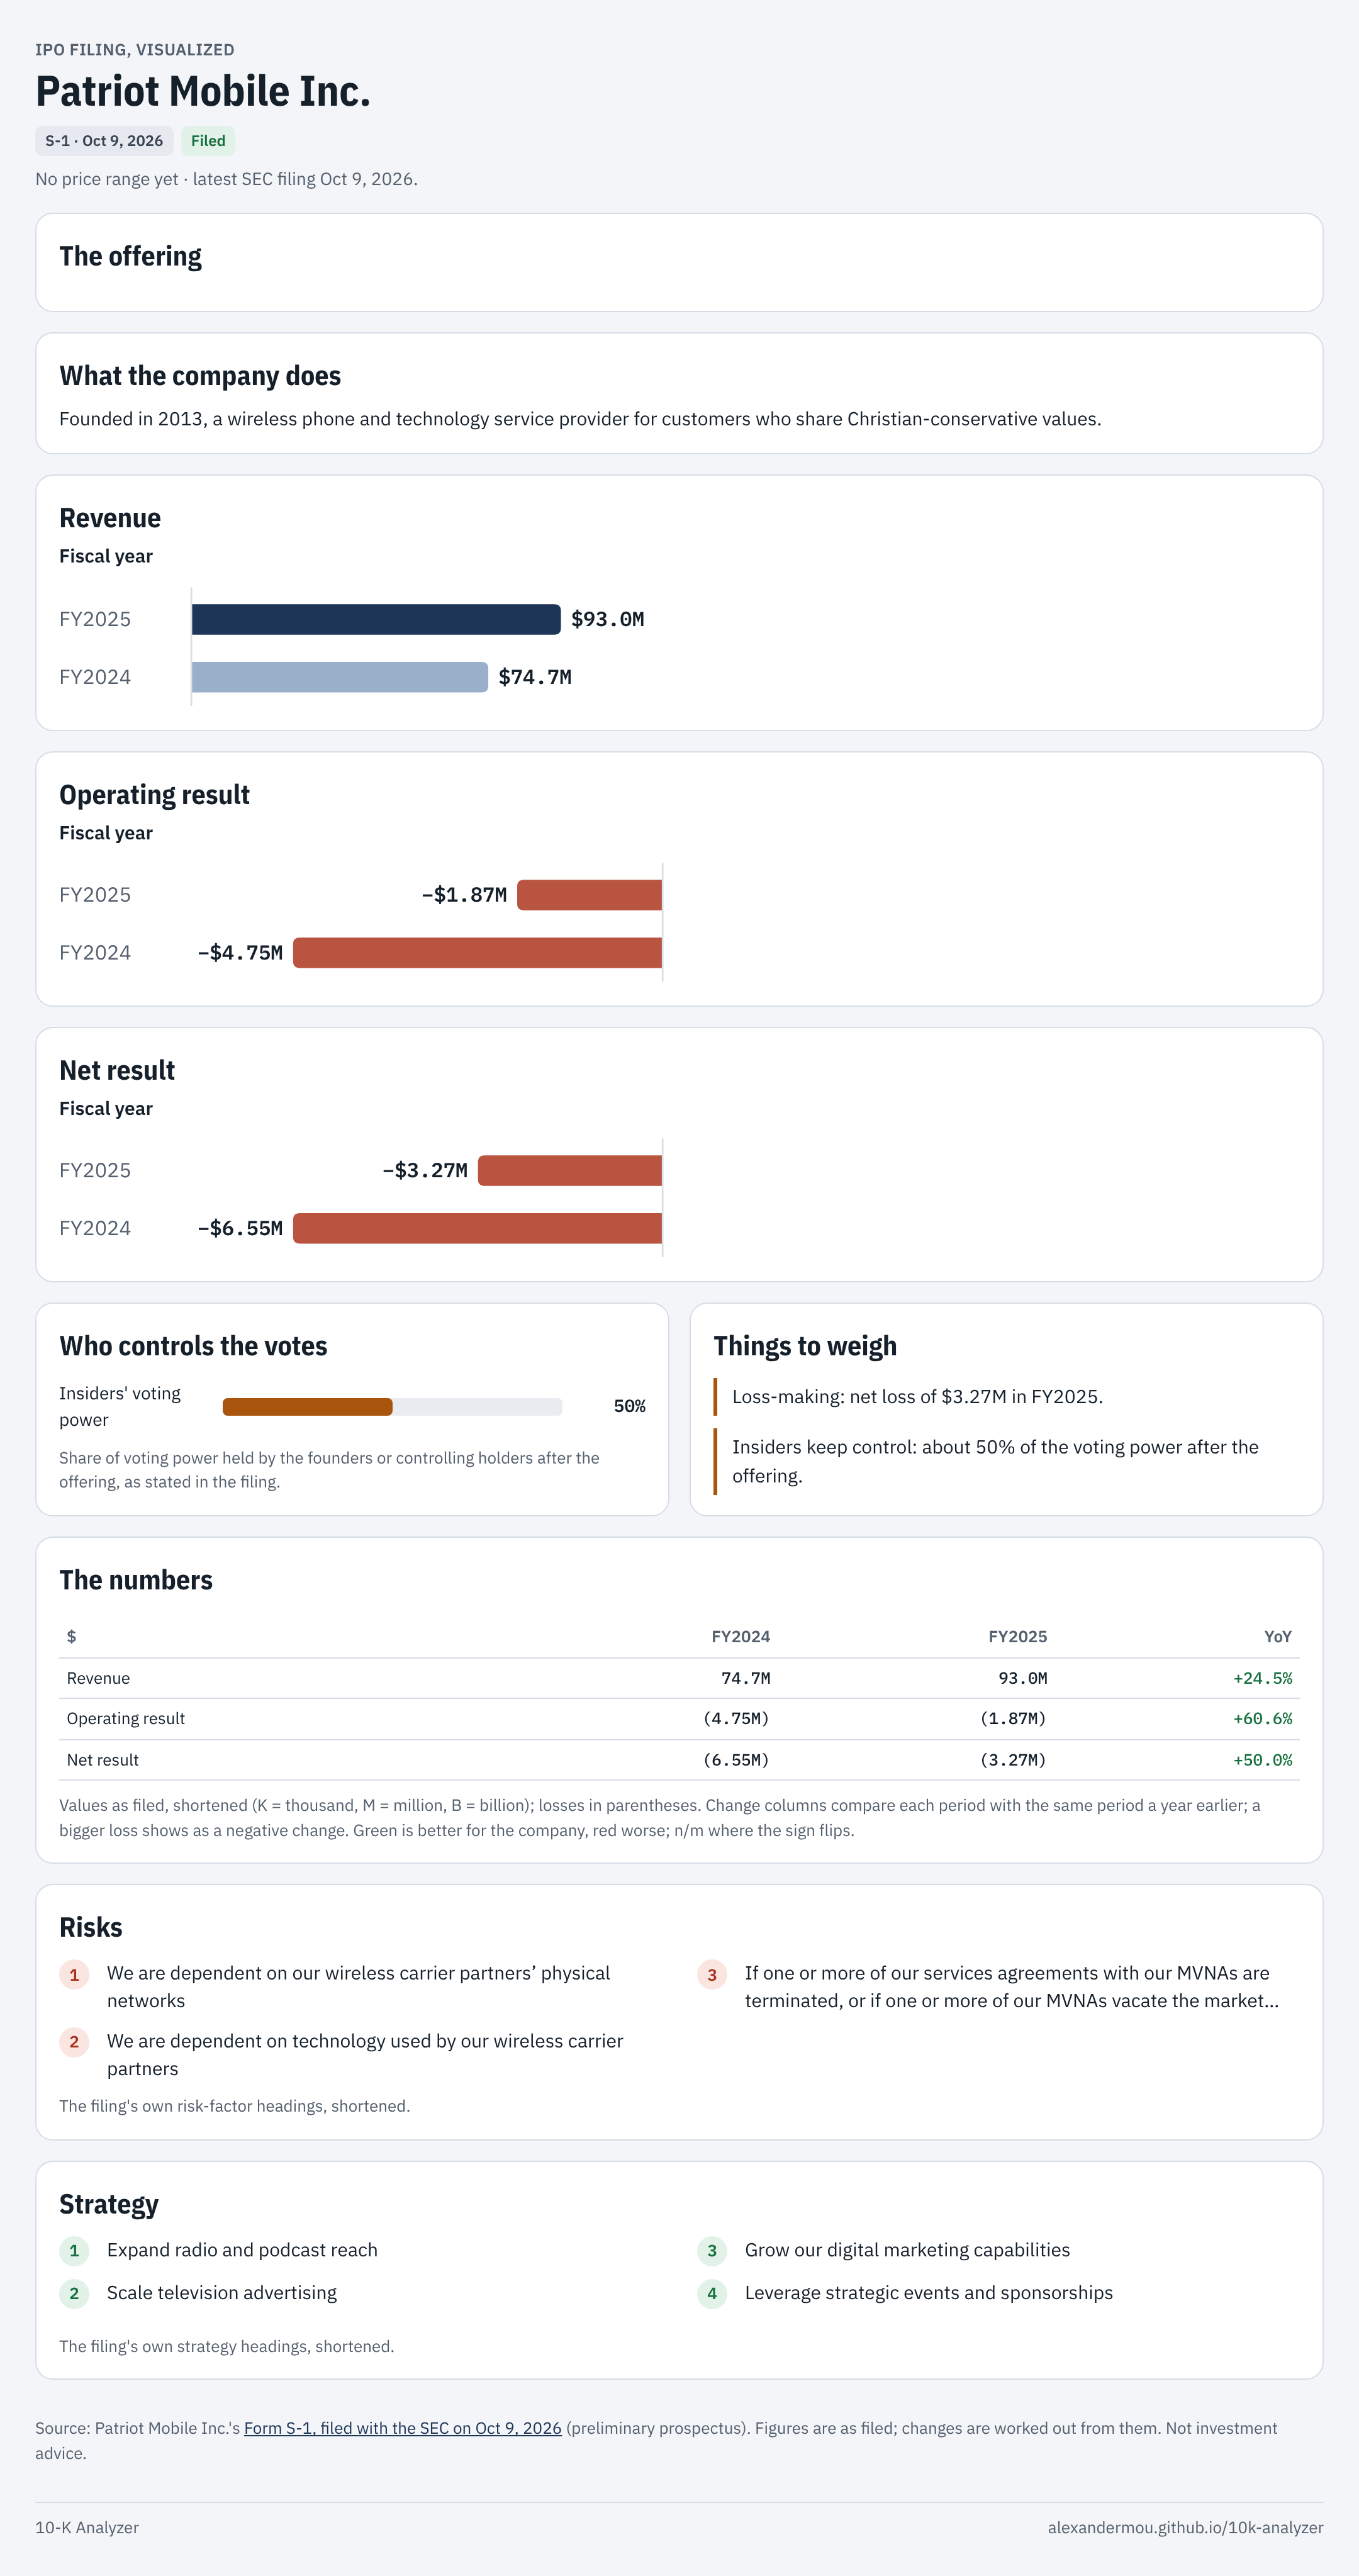 IPO FILING, VISUALIZED
Patriot Mobile Inc.
S-1 · Oct 9, 2026 Filed
No price range yet · latest SEC filing Oct 9, 2026.
The offering
What the company does
Founded in 2013, a wireless phone and technology service provider for customers who share Christian-conservative values.
Revenue
Fiscal year
FY2025 $93.0M
FY2024 $74.7M
Operating result
Fiscal year
FY2025 −$1.87M
FY2024 −$4.75M
Net result
Fiscal year
FY2025 −$3.27M
FY2024 −$6.55M
Who controls the votes
Insiders' voting
power
50%
Share of voting power held by the founders or controlling holders after the
offering, as stated in the filing.
Things to weigh
Loss-making: net loss of $3.27M in FY2025.
Insiders keep control: about 50% of the voting power after the
offering.
The numbers
$ FY2024 FY2025 YoY
Revenue 74.7M 93.0M +24.5%
Operating result (4.75M) (1.87M) +60.6%
Net result (6.55M) (3.27M) +50.0%
Values as filed, shortened (K = thousand, M = million, B = billion); losses in parentheses. Change columns compare each period with the same period a year earlier; a
bigger loss shows as a negative change. Green is better for the company, red worse; n/m where the sign flips.
Risks
1 We are dependent on our wireless carrier partners’ physical
networks
2 We are dependent on technology used by our wireless carrier
partners
3 If one or more of our services agreements with our MVNAs are
terminated, or if one or more of our MVNAs vacate the market…
The filing's own risk-factor headings, shortened.
Strategy
1 Expand radio and podcast reach
2 Scale television advertising
3 Grow our digital marketing capabilities
4 Leverage strategic events and sponsorships
The filing's own strategy headings, shortened.
Source: Patriot Mobile Inc.'s Form S-1, filed with the SEC on Oct 9, 2026 (preliminary prospectus). Figures are as filed; changes are worked out from them. Not investment
advice.
10-K Analyzer
alexandermou.github.io/10k-analyzer